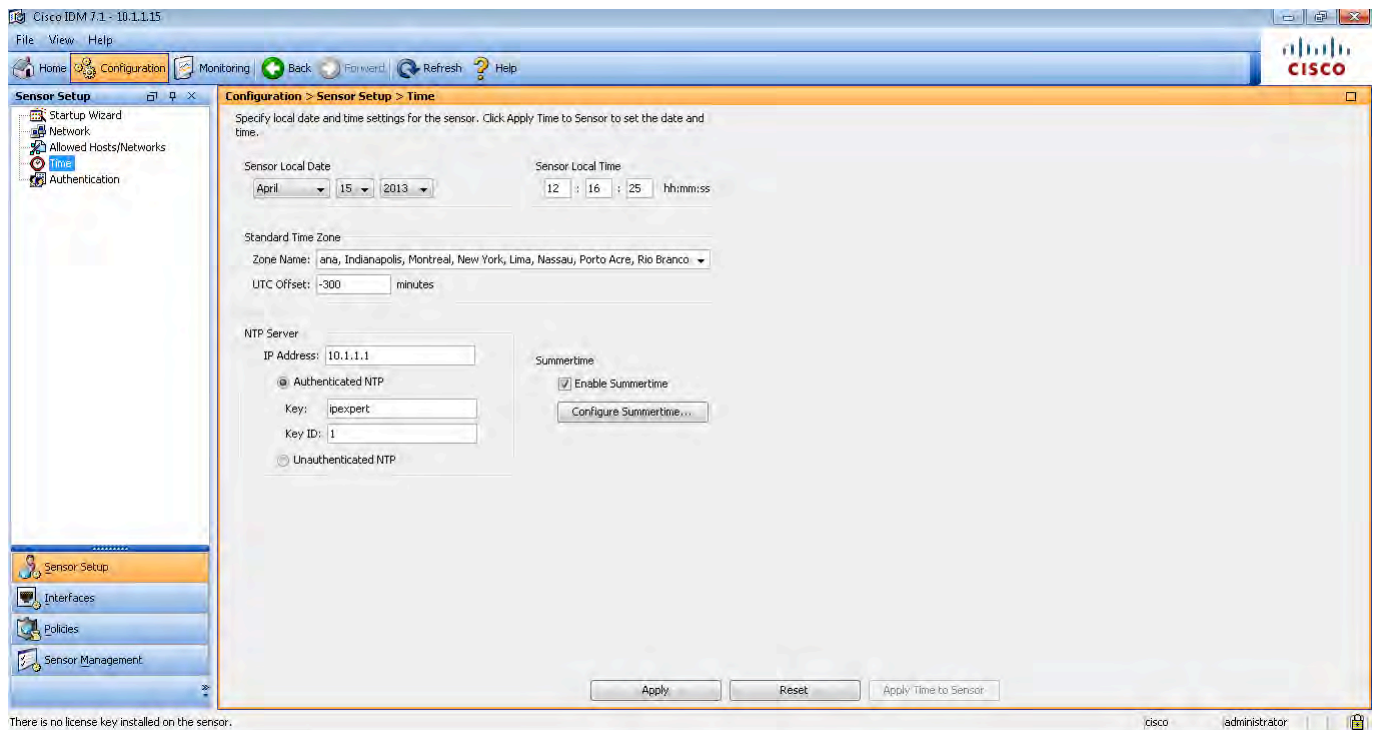 Cisco IDM 7.1 - 10.1.1.15
File View Help
CISCO
Home Configuration Monitoring Back Forward Refresh Help
Sensor Setup
Startup Wizard
Network
Allowed Hosts/Networks
Time
Authentication
Configuration > Sensor Setup > Time
Specify local date and time settings for the sensor. Click Apply Time to Sensor to set the date and
time.
Sensor Local Date
April 15 2013
Sensor Local Time
12 : 16 : 25 hh:mm:ss
Standard Time Zone
Zone Name: ana, Indianapolis, Montreal, New York, Lima, Nassau, Porto Acre, Rio Branco
UTC Offset: -300 minutes
NTP Server
IP Address: 10.1.1.1
Authenticated NTP
Key: ipexpert
Key ID: 1
Unauthenticated NTP
Summertime
Enable Summertime
Configure Summertime...
Sensor Setup
Interfaces
Policies
Sensor Management
Apply Reset Apply Time to Sensor
There is no license key installed on the sensor.
cisco administrator